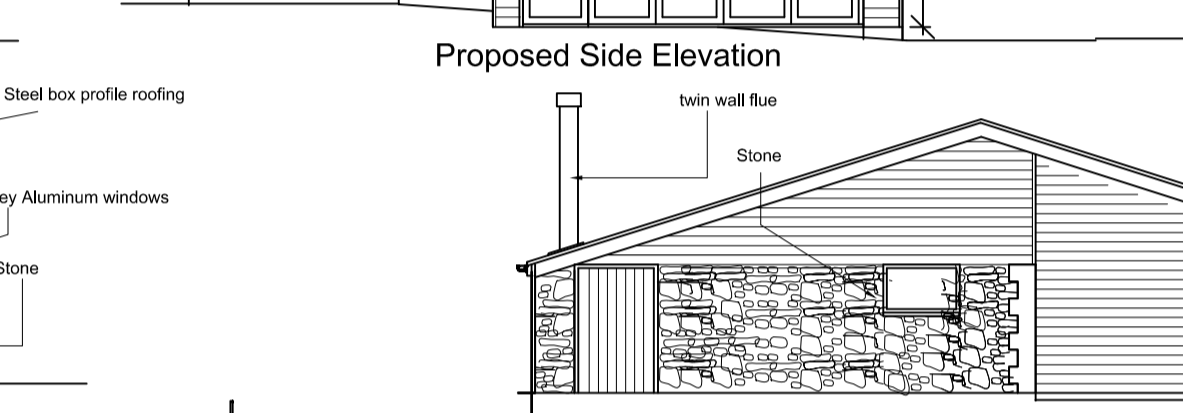 Proposed Side Elevation
Steel box profile roofing
twin wall flue
Stone
ey Aluminum windows
Stone